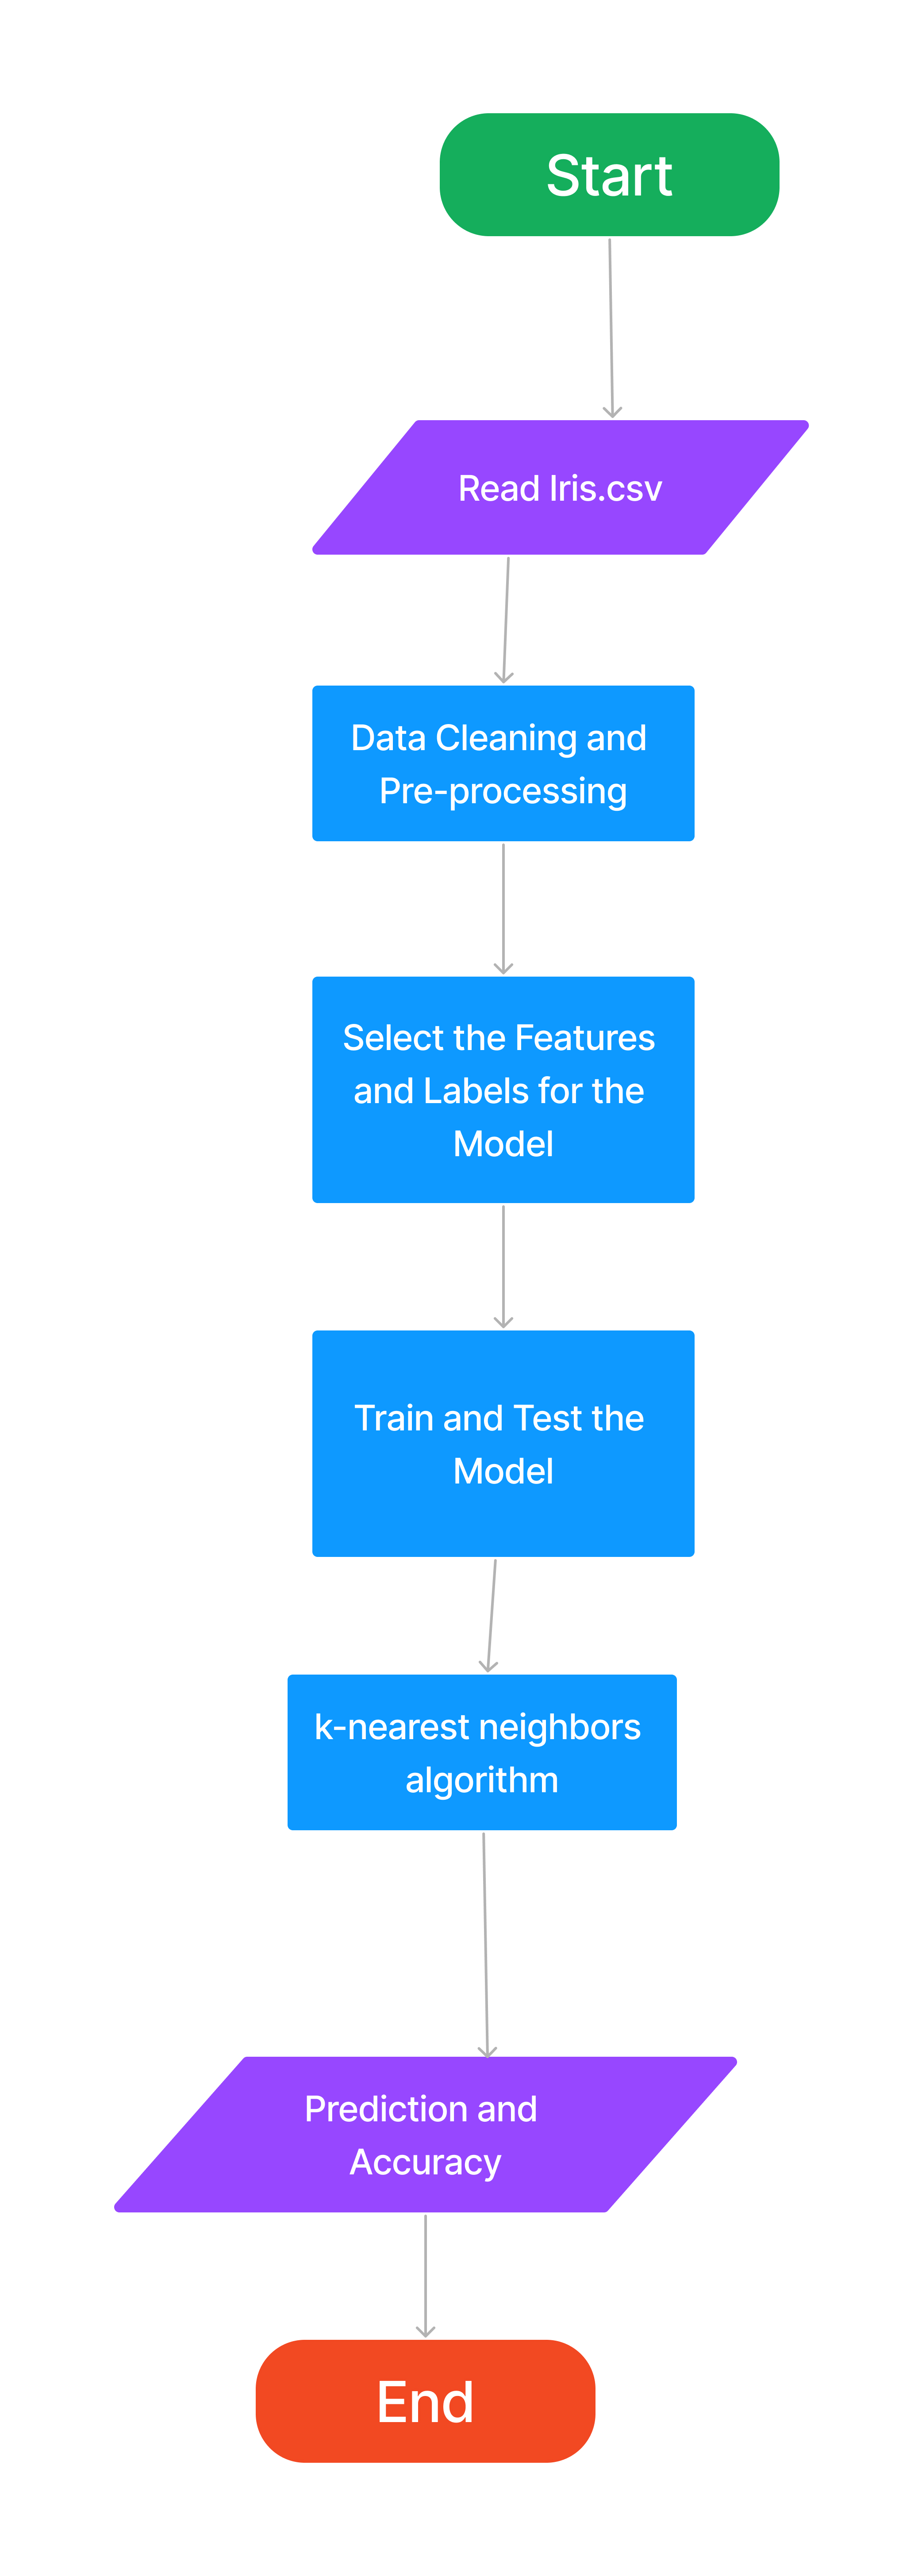 Start
Read Iris.csv
Data Cleaning and
Pre-processing
Select the Features
and Labels for the
Model
Train and Test the
Model
k-nearest neighbors
algorithm
Prediction and
Accuracy
End